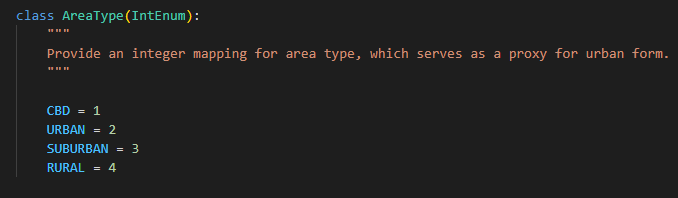 class AreaType(IntEnum):
    """
    Provide an integer mapping for area type, which serves as a proxy for urban form.
    """

    CBD = 1
    URBAN = 2
    SUBURBAN = 3
    RURAL = 4